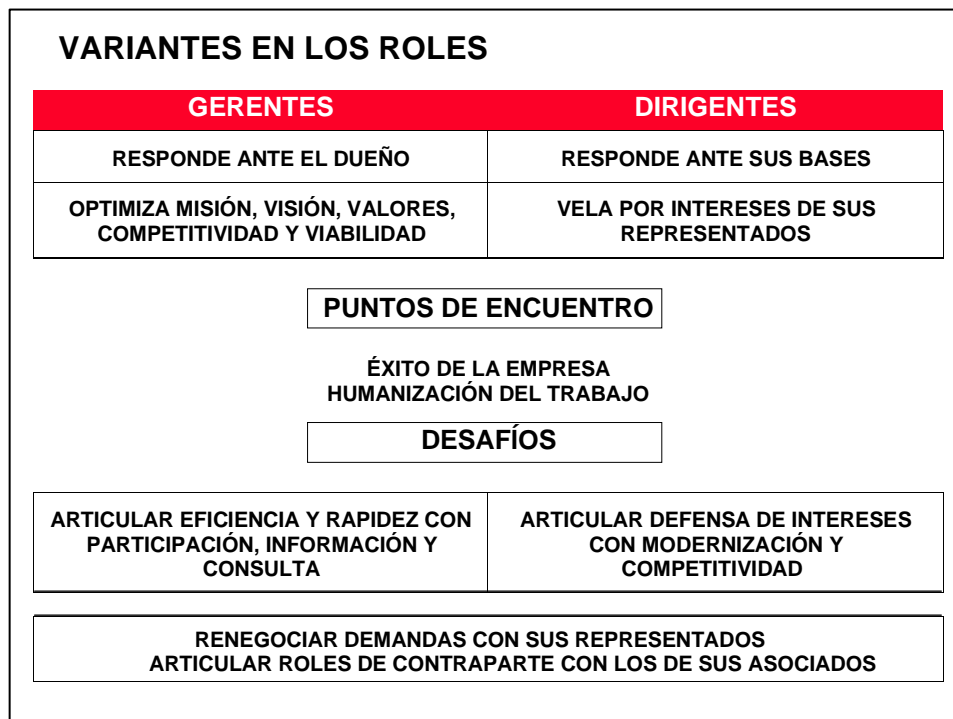 VARIANTES EN LOS ROLES
GERENTES
DIRIGENTES
RESPONDE ANTE EL DUEÑO
RESPONDE ANTE SUS BASES
OPTIMIZA MISIÓN, VISIÓN, VALORES,
COMPETITIVIDAD Y VIABILIDAD
VELA POR INTERESES DE SUS
REPRESENTADOS
PUNTOS DE ENCUENTRO
ÉXITO DE LA EMPRESA
HUMANIZACIÓN DEL TRABAJO
DESAFÍOS
ARTICULAR EFICIENCIA Y RAPIDEZ CON
PARTICIPACIÓN, INFORMACIÓN Y
CONSULTA
ARTICULAR DEFENSA DE INTERESES
CON MODERNIZACIÓN Y
COMPETITIVIDAD
RENEGOCIAR DEMANDAS CON SUS REPRESENTADOS
ARTICULAR ROLES DE CONTRAPARTE CON LOS DE SUS ASOCIADOS